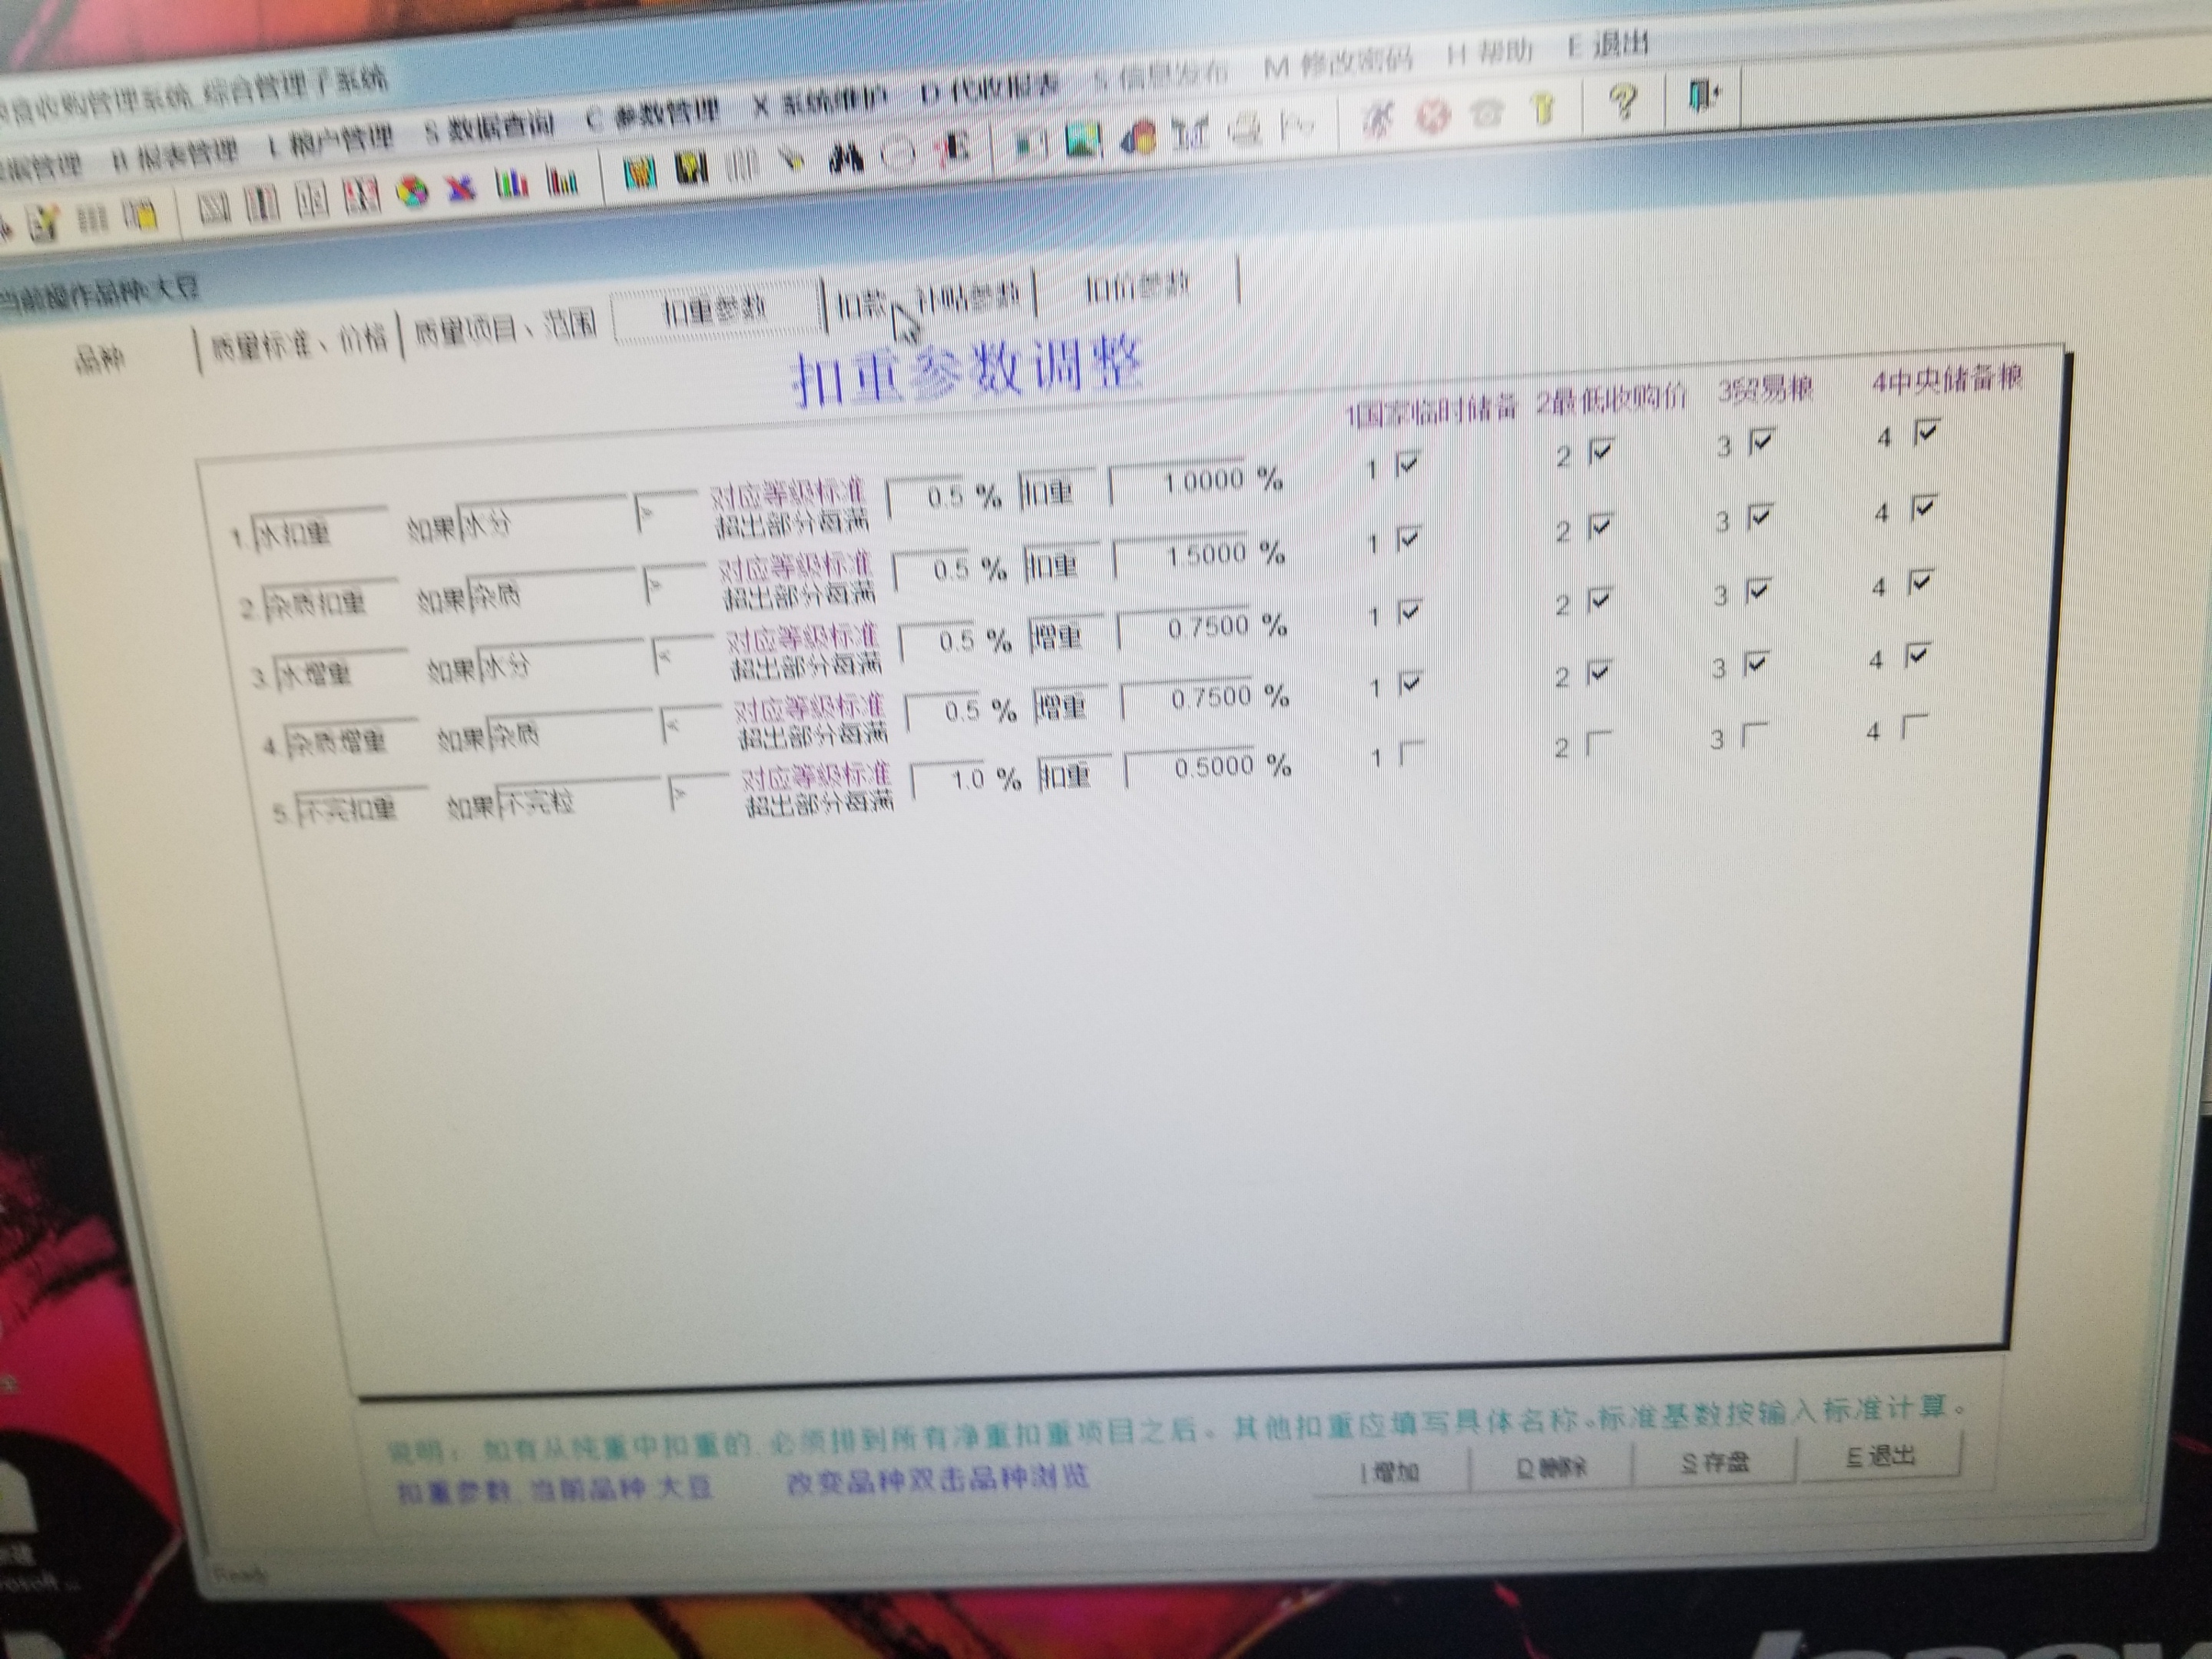 食收购管理系统_综合管理子系统
据管理 B 报表管理 L 粮户管理 S 数据查询 C 参数管理 X 系统维护 D 代收报表 S 信息发布 M 修改密码 H 帮助 E 退出
当前操作品种:大豆
品种 质量标准、价格 质量项目、范围 扣重参数 扣款、补贴参数 扣价参数
扣重参数调整
1国家临时储备 2最低收购价 3贸易粮 4中央储备粮
1. 水扣重 如果 水分 > 对应等级标准 超出部分每满 0.5 % 扣重 1.0000 % 1 2 3 4
2. 杂质扣重 如果 杂质 > 对应等级标准 超出部分每满 0.5 % 扣重 1.5000 % 1 2 3 4
3. 水增重 如果 水分 < 对应等级标准 超出部分每满 0.5 % 增重 0.7500 % 1 2 3 4
4. 杂质增重 如果 杂质 < 对应等级标准 超出部分每满 0.5 % 增重 0.7500 % 1 2 3 4
5. 不完扣重 如果 不完粒 > 对应等级标准 超出部分每满 1.0 % 扣重 0.5000 % 1 2 3 4
说明：如有从纯重中扣重的,必须排到所有净重扣重项目之后。其他扣重应填写具体名称。标准基数按输入标准计算。
扣重参数,当前品种:大豆 改变品种双击品种浏览
I 增加 D 删除 S 存盘 E 退出
Ready